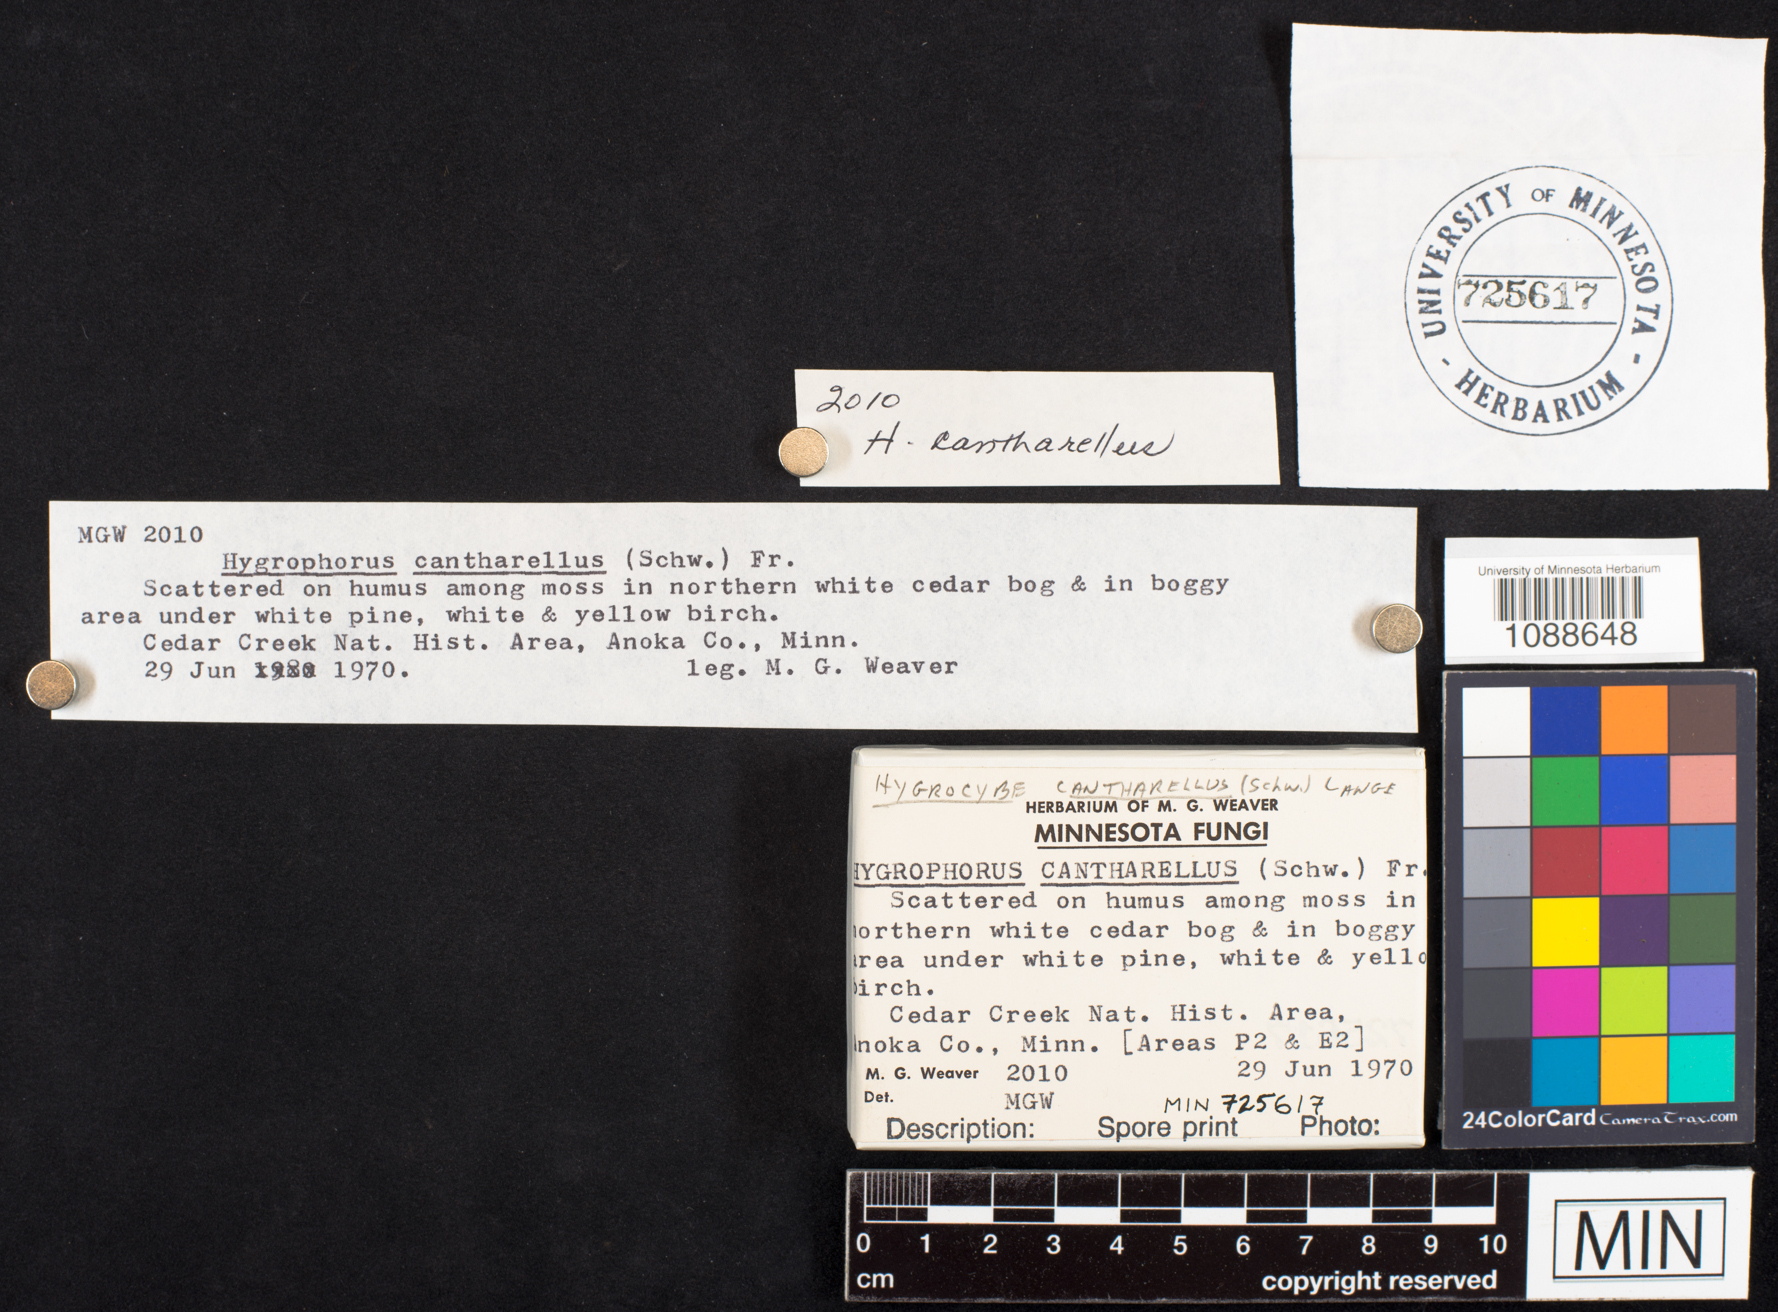 UNIVERSITY OF MINNESOTA
725617
- HERBARIUM -
2010
H. cantharellus
MGW 2010
Hygrophorus cantharellus (Schw.) Fr.
Scattered on humus among moss in northern white cedar bog & in boggy
area under white pine, white & yellow birch.
Cedar Creek Nat. Hist. Area, Anoka Co., Minn.
29 Jun 1970. leg. M. G. Weaver
University of Minnesota Herbarium
1088648
HYGROCYBE CANTHARELLUS (Schw.) LANGE
HERBARIUM OF M. G. WEAVER
MINNESOTA FUNGI
HYGROPHORUS CANTHARELLUS (Schw.) Fr.
Scattered on humus among moss in
northern white cedar bog & in boggy
area under white pine, white & yello
birch.
Cedar Creek Nat. Hist. Area,
Anoka Co., Minn. [Areas P2 & E2]
M. G. Weaver 2010 29 Jun 1970
Det. MGW MIN 725617
Description: Spore print Photo:
24ColorCard CameraTrax.com
0 1 2 3 4 5 6 7 8 9 10
cm copyright reserved
MIN